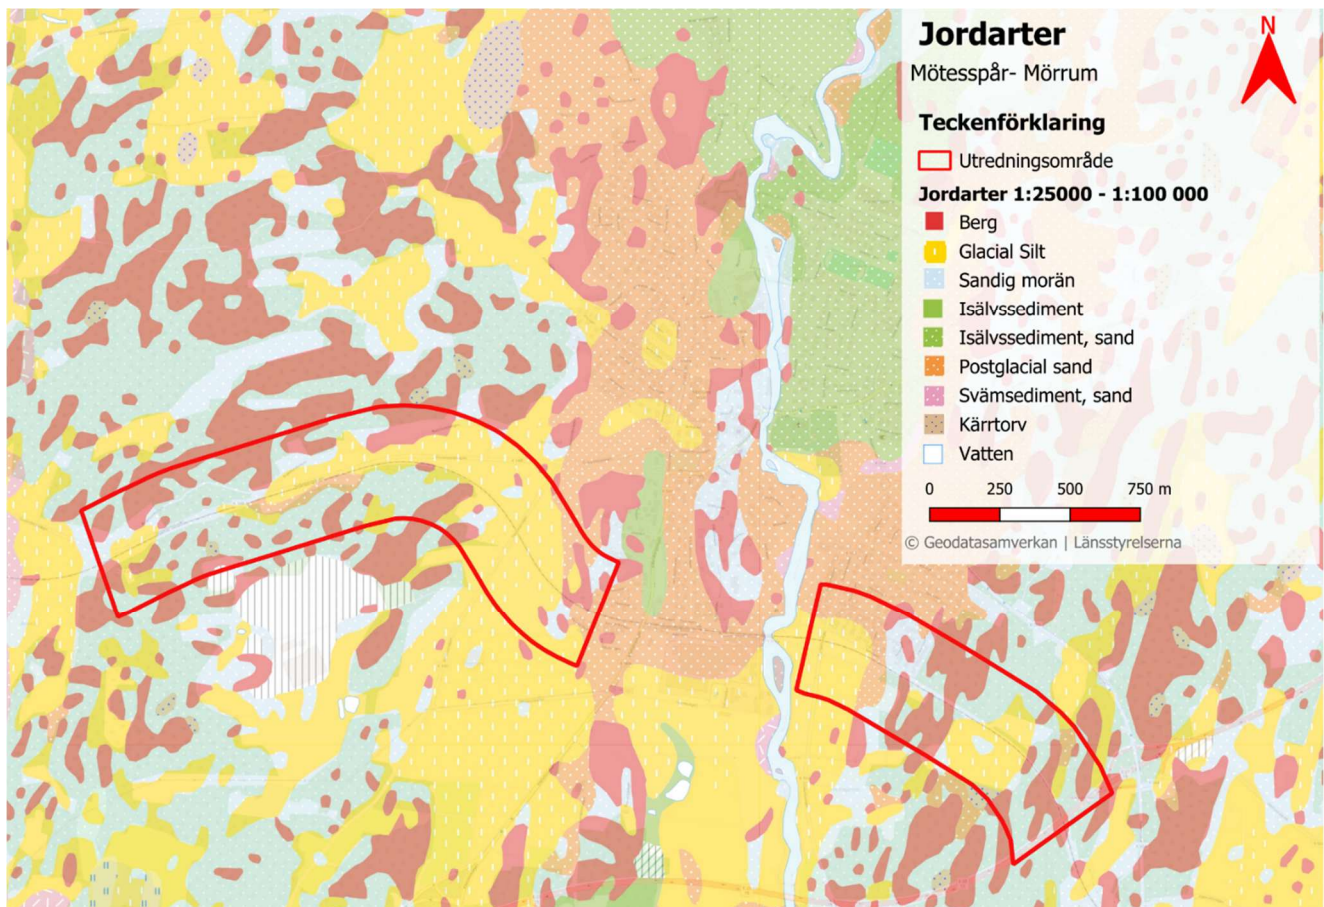 Jordarter
N
Mötesspår- Mörrum
Teckenförklaring
Utredningsområde
Jordarter 1:25000 - 1:100 000
Berg
Glacial Silt
Sandig morän
Isälvssediment
Isälvssediment, sand
Postglacial sand
Svämsediment, sand
Kärrtorv
Vatten
0 250 500 750 m
© Geodatasamverkan | Länsstyrelserna